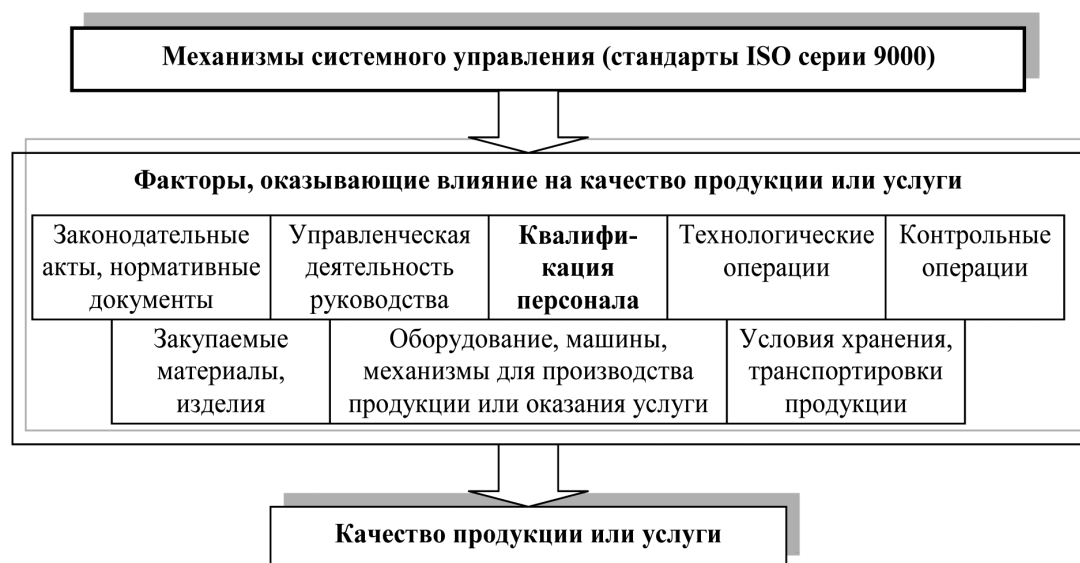 Механизмы системного управления (стандарты ISO серии 9000)
Факторы, оказывающие влияние на качество продукции или услуги
Законодательные
акты, нормативные
документы
Управленческая
деятельность
руководства
Квалифи-
кация
персонала
Технологические
операции
Контрольные
операции
Закупаемые
материалы,
изделия
Оборудование, машины,
механизмы для производства
продукции или оказания услуги
Условия хранения,
транспортировки
продукции
Качество продукции или услуги